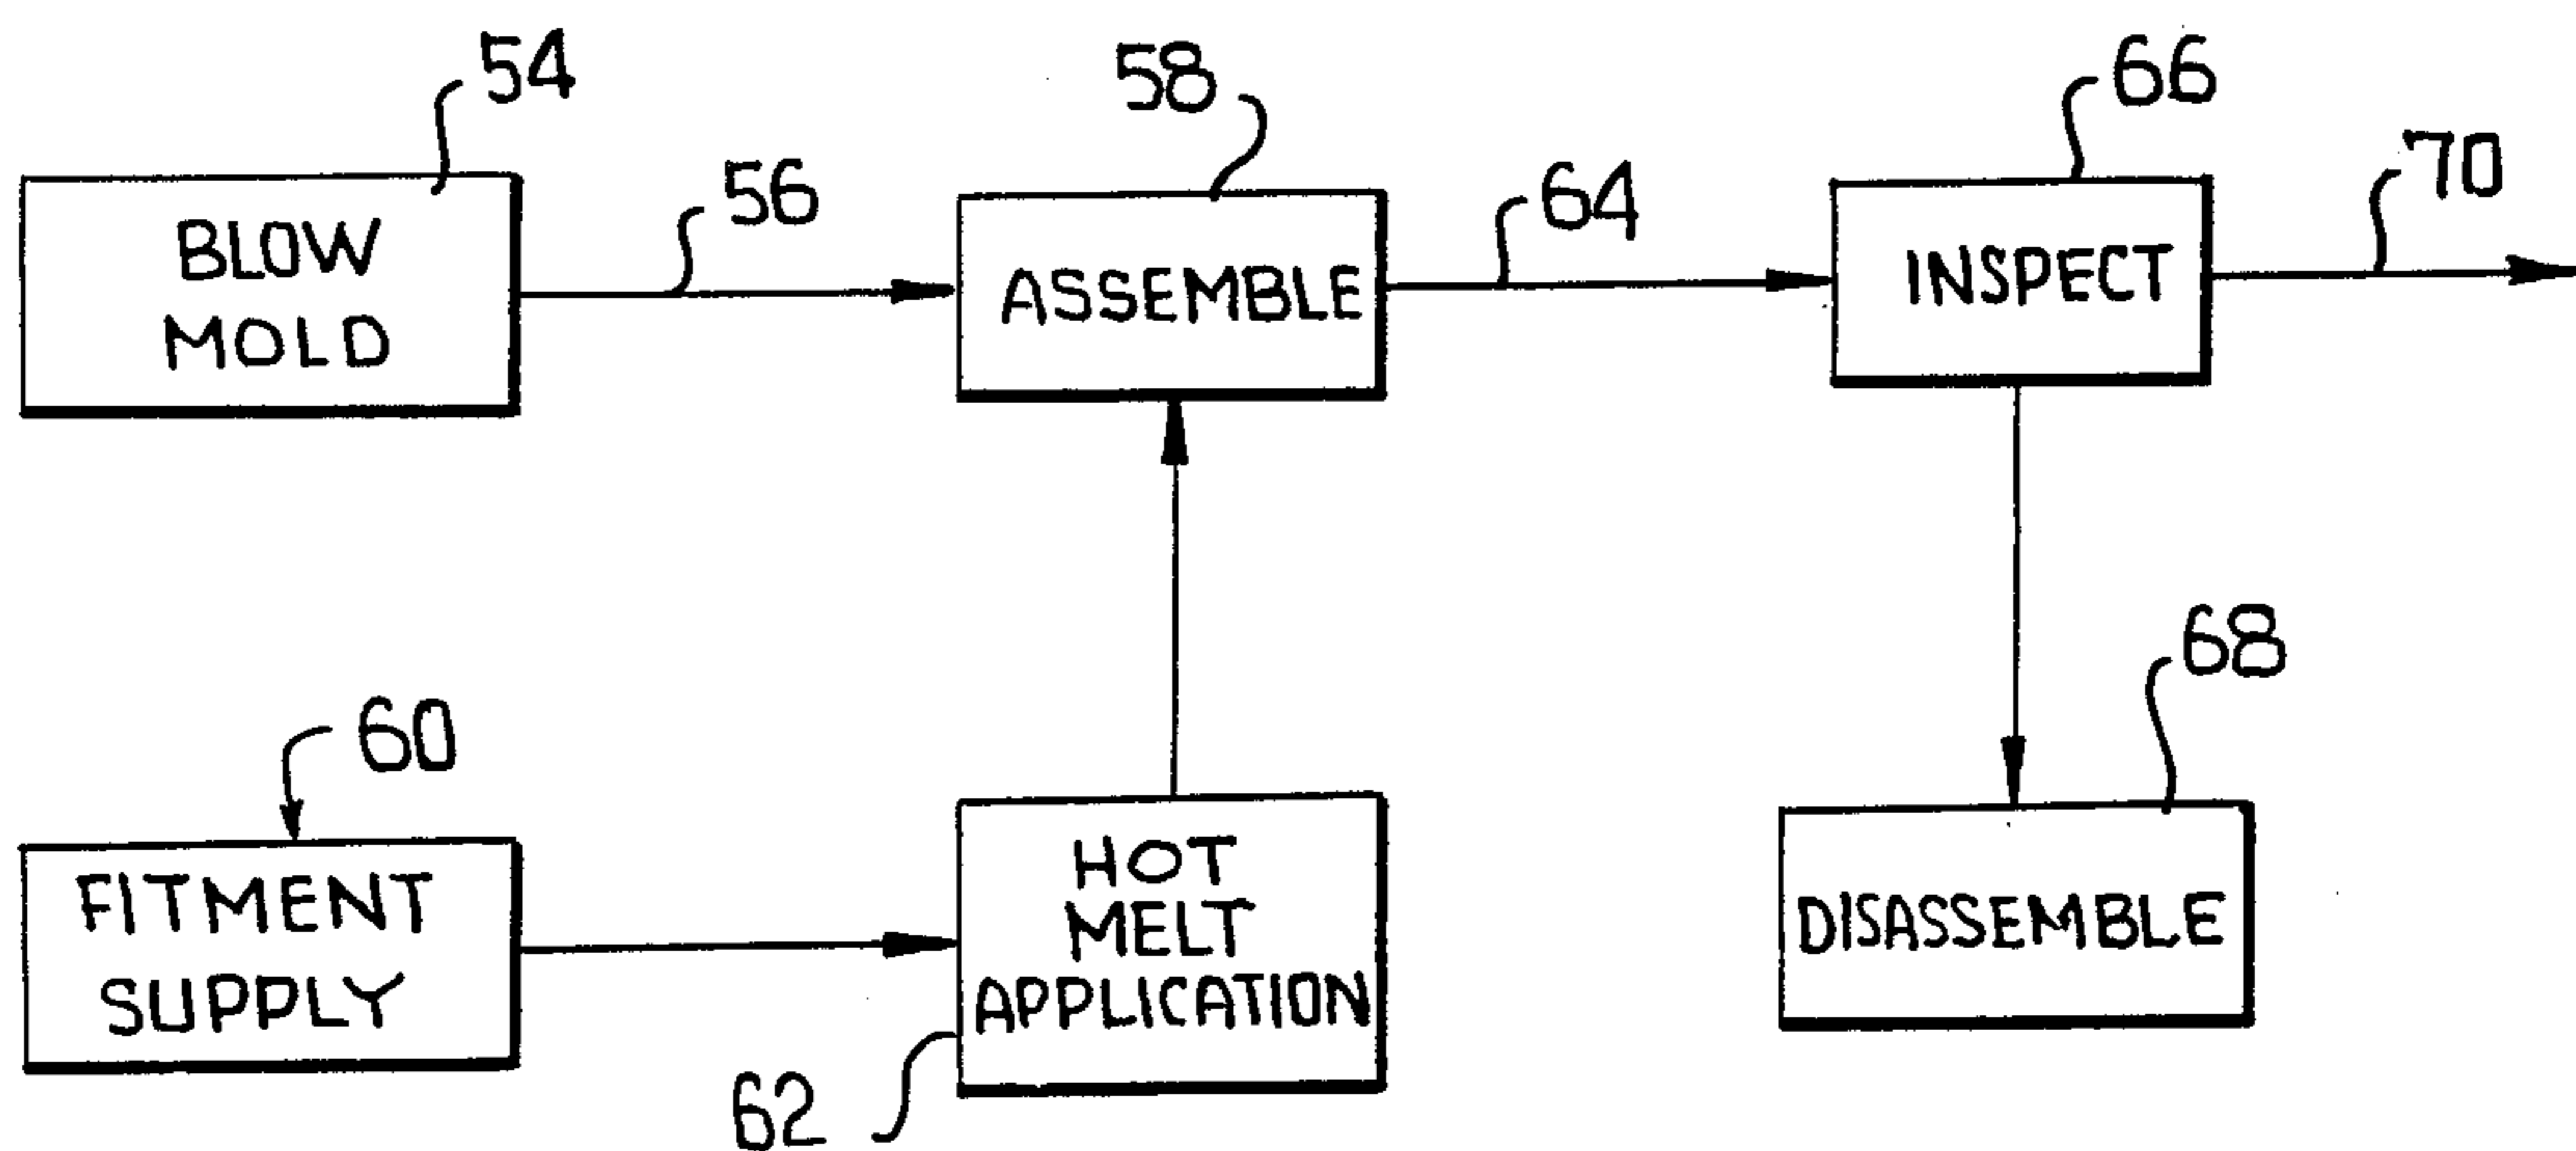 54
BLOW
MOLD
56
58
ASSEMBLE
64
66
INSPECT
70
60
FITMENT
SUPPLY
HOT
MELT
APPLICATION
62
68
DISASSEMBLE